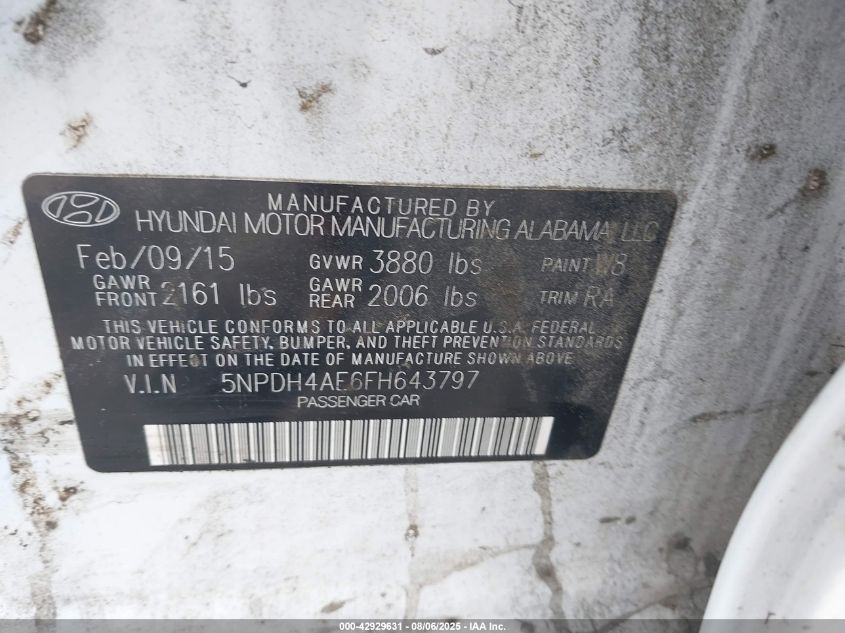 MANUFACTURED BY
HYUNDAI MOTOR MANUFACTURING ALABAMA, LLC
Feb/09/15 GVWR 3880 lbs PAINT W8
GAWR FRONT 2161 lbs GAWR REAR 2006 lbs TRIM RA
THIS VEHICLE CONFORMS TO ALL APPLICABLE U.S.A. FEDERAL
MOTOR VEHICLE SAFETY, BUMPER, AND THEFT PREVENTION STANDARDS
IN EFFECT ON THE DATE OF MANUFACTURE SHOWN ABOVE
V.I.N 5NPDH4AE6FH643797
PASSENGER CAR
000-42929631 - 08/06/2025 - IAA Inc.